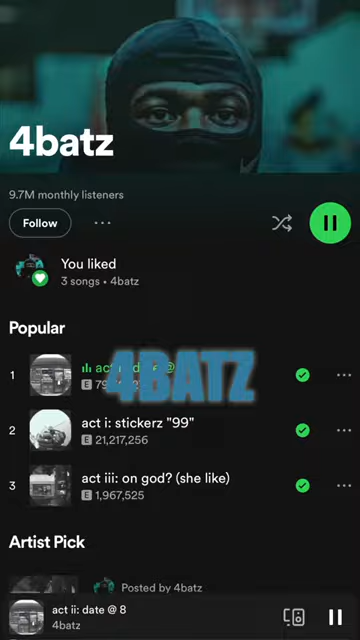 4batz
9.7M monthly listeners
Follow
You liked
3 songs • 4batz
Popular
1
4BATZ
E
2
act i: stickerz "99"
E 21,217,256
3
act iii: on god? (she like)
E 1,967,525
Artist Pick
Posted by 4batz
act ii: date @ 8
4batz